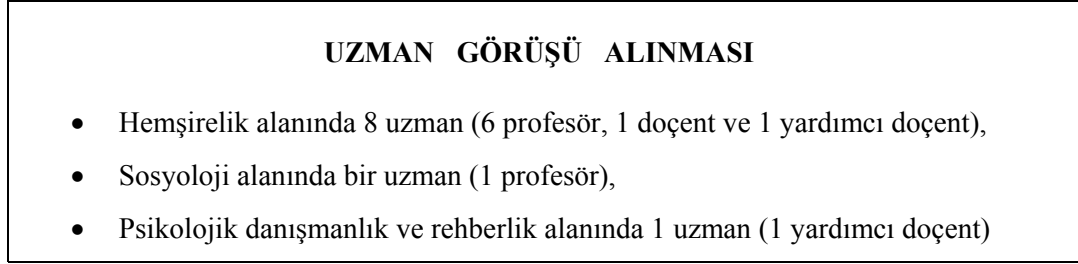 UZMAN GÖRÜŞÜ ALINMASI
• Hemşirelik alanında 8 uzman (6 profesör, 1 doçent ve 1 yardımcı doçent),
• Sosyoloji alanında bir uzman (1 profesör),
• Psikolojik danışmanlık ve rehberlik alanında 1 uzman (1 yardımcı doçent)